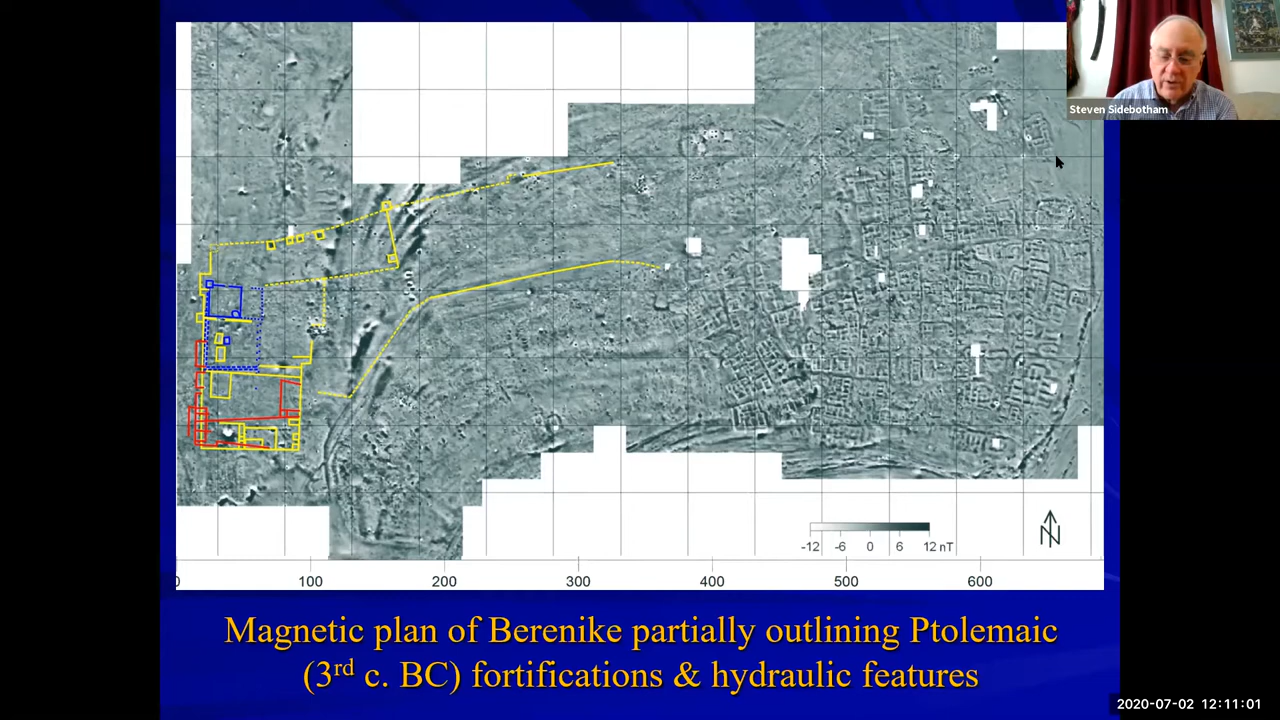 Steven Sidebotham
-12 -6 0 6 12 nT
N
0 100 200 300 400 500 600
Magnetic plan of Berenike partially outlining Ptolemaic
(3rd c. BC) fortifications & hydraulic features
2020-07-02 12:11:01